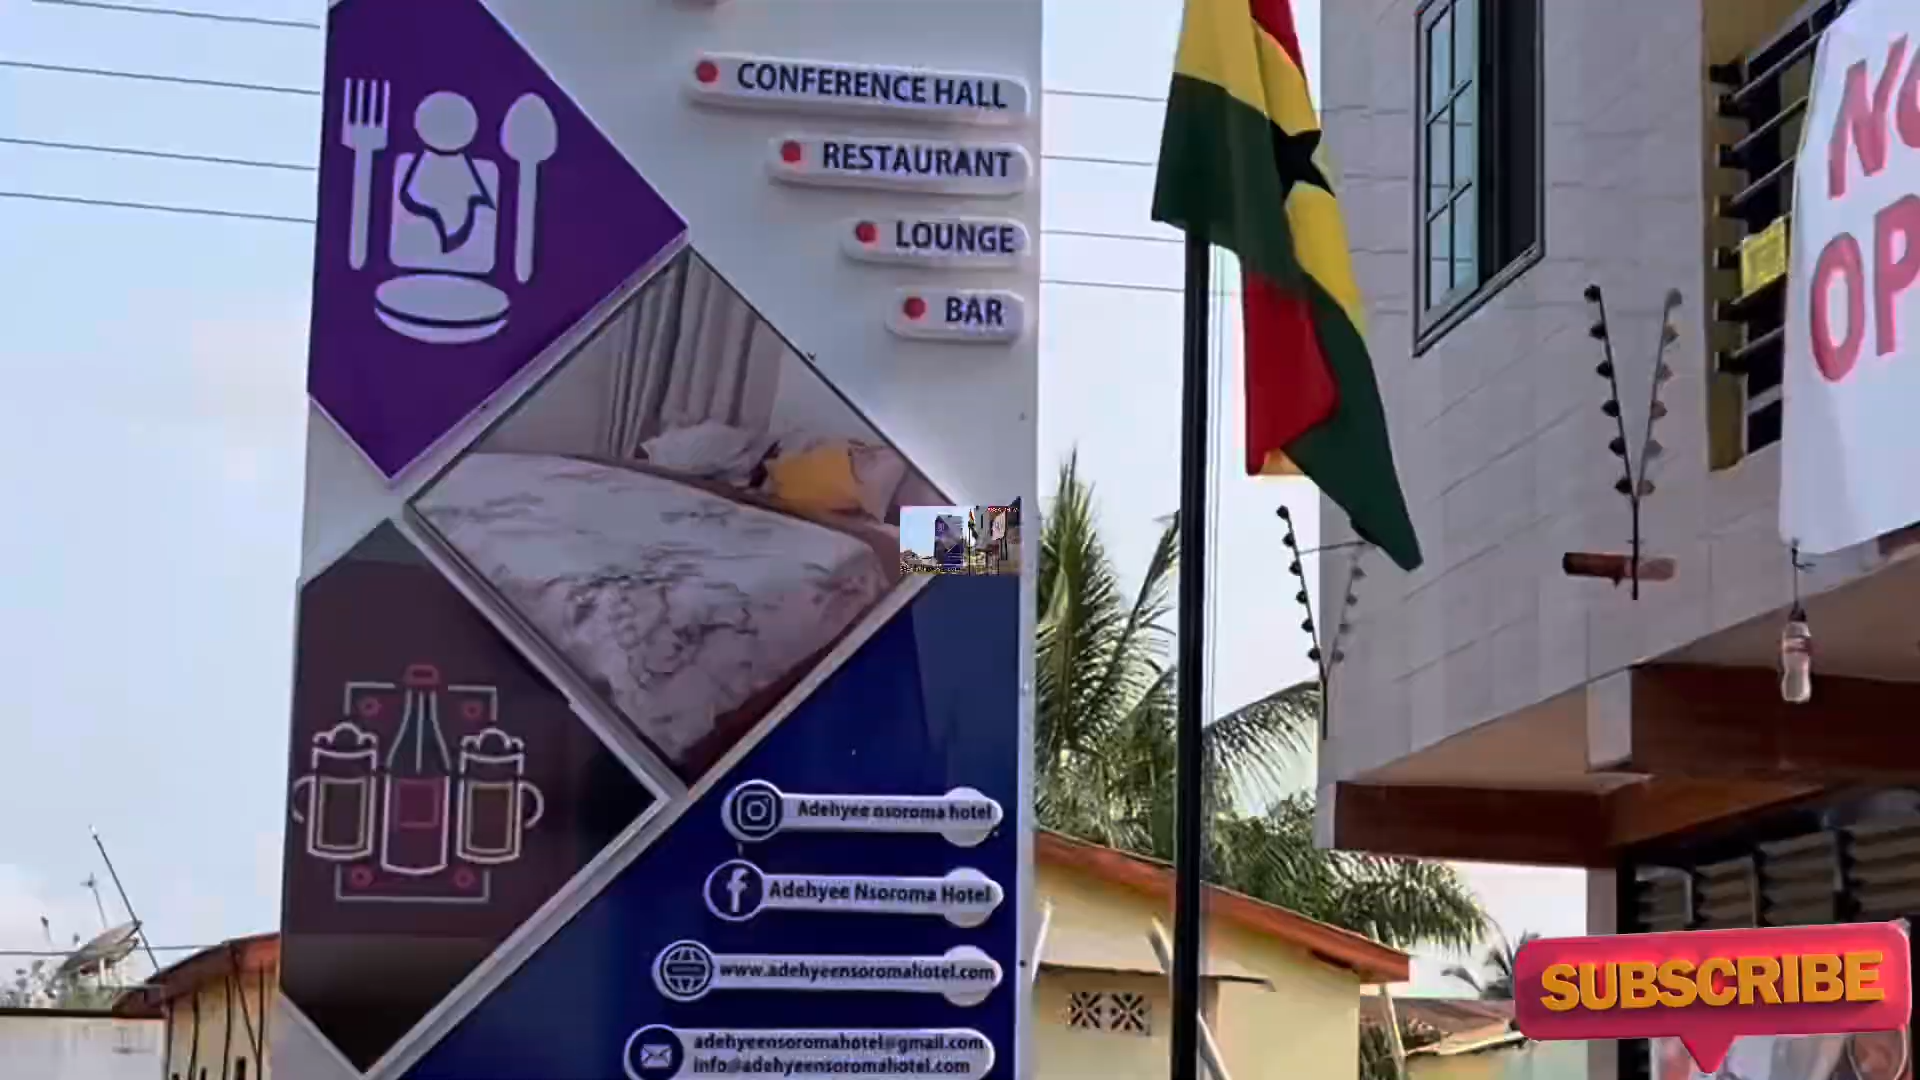 CONFERENCE HALL
RESTAURANT
LOUNGE
BAR
Adehyee nsoroma hotel
Adehyee Nsoroma Hotel
www.adehyeensoromahotel.com
adehyeensoromahotel@gmail.com
info@adehyeensoromahotel.com
OP
SUBSCRIBE